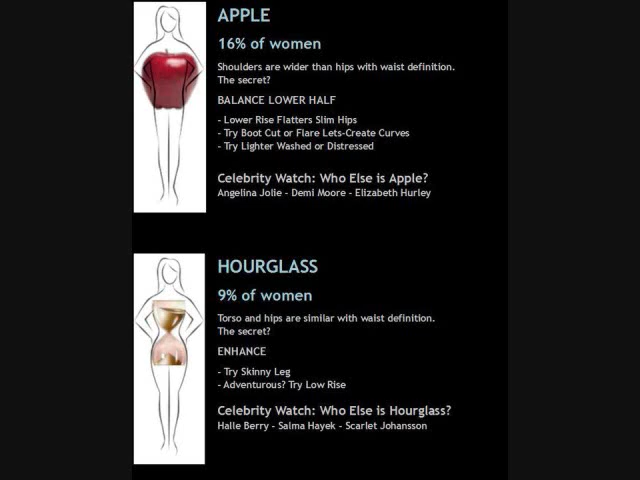 APPLE
16% of women
Shoulders are wider than hips with waist definition.
The secret?
BALANCE LOWER HALF
- Lower Rise Flatters Slim Hips
- Try Boot Cut or Flare Lets-Create Curves
- Try Lighter Washed or Distressed
Celebrity Watch: Who Else is Apple?
Angelina Jolie - Demi Moore - Elizabeth Hurley
HOURGLASS
9% of women
Torso and hips are similar with waist definition.
The secret?
ENHANCE
- Try Skinny Leg
- Adventurous? Try Low Rise
Celebrity Watch: Who Else is Hourglass?
Halle Berry - Salma Hayek - Scarlet Johansson